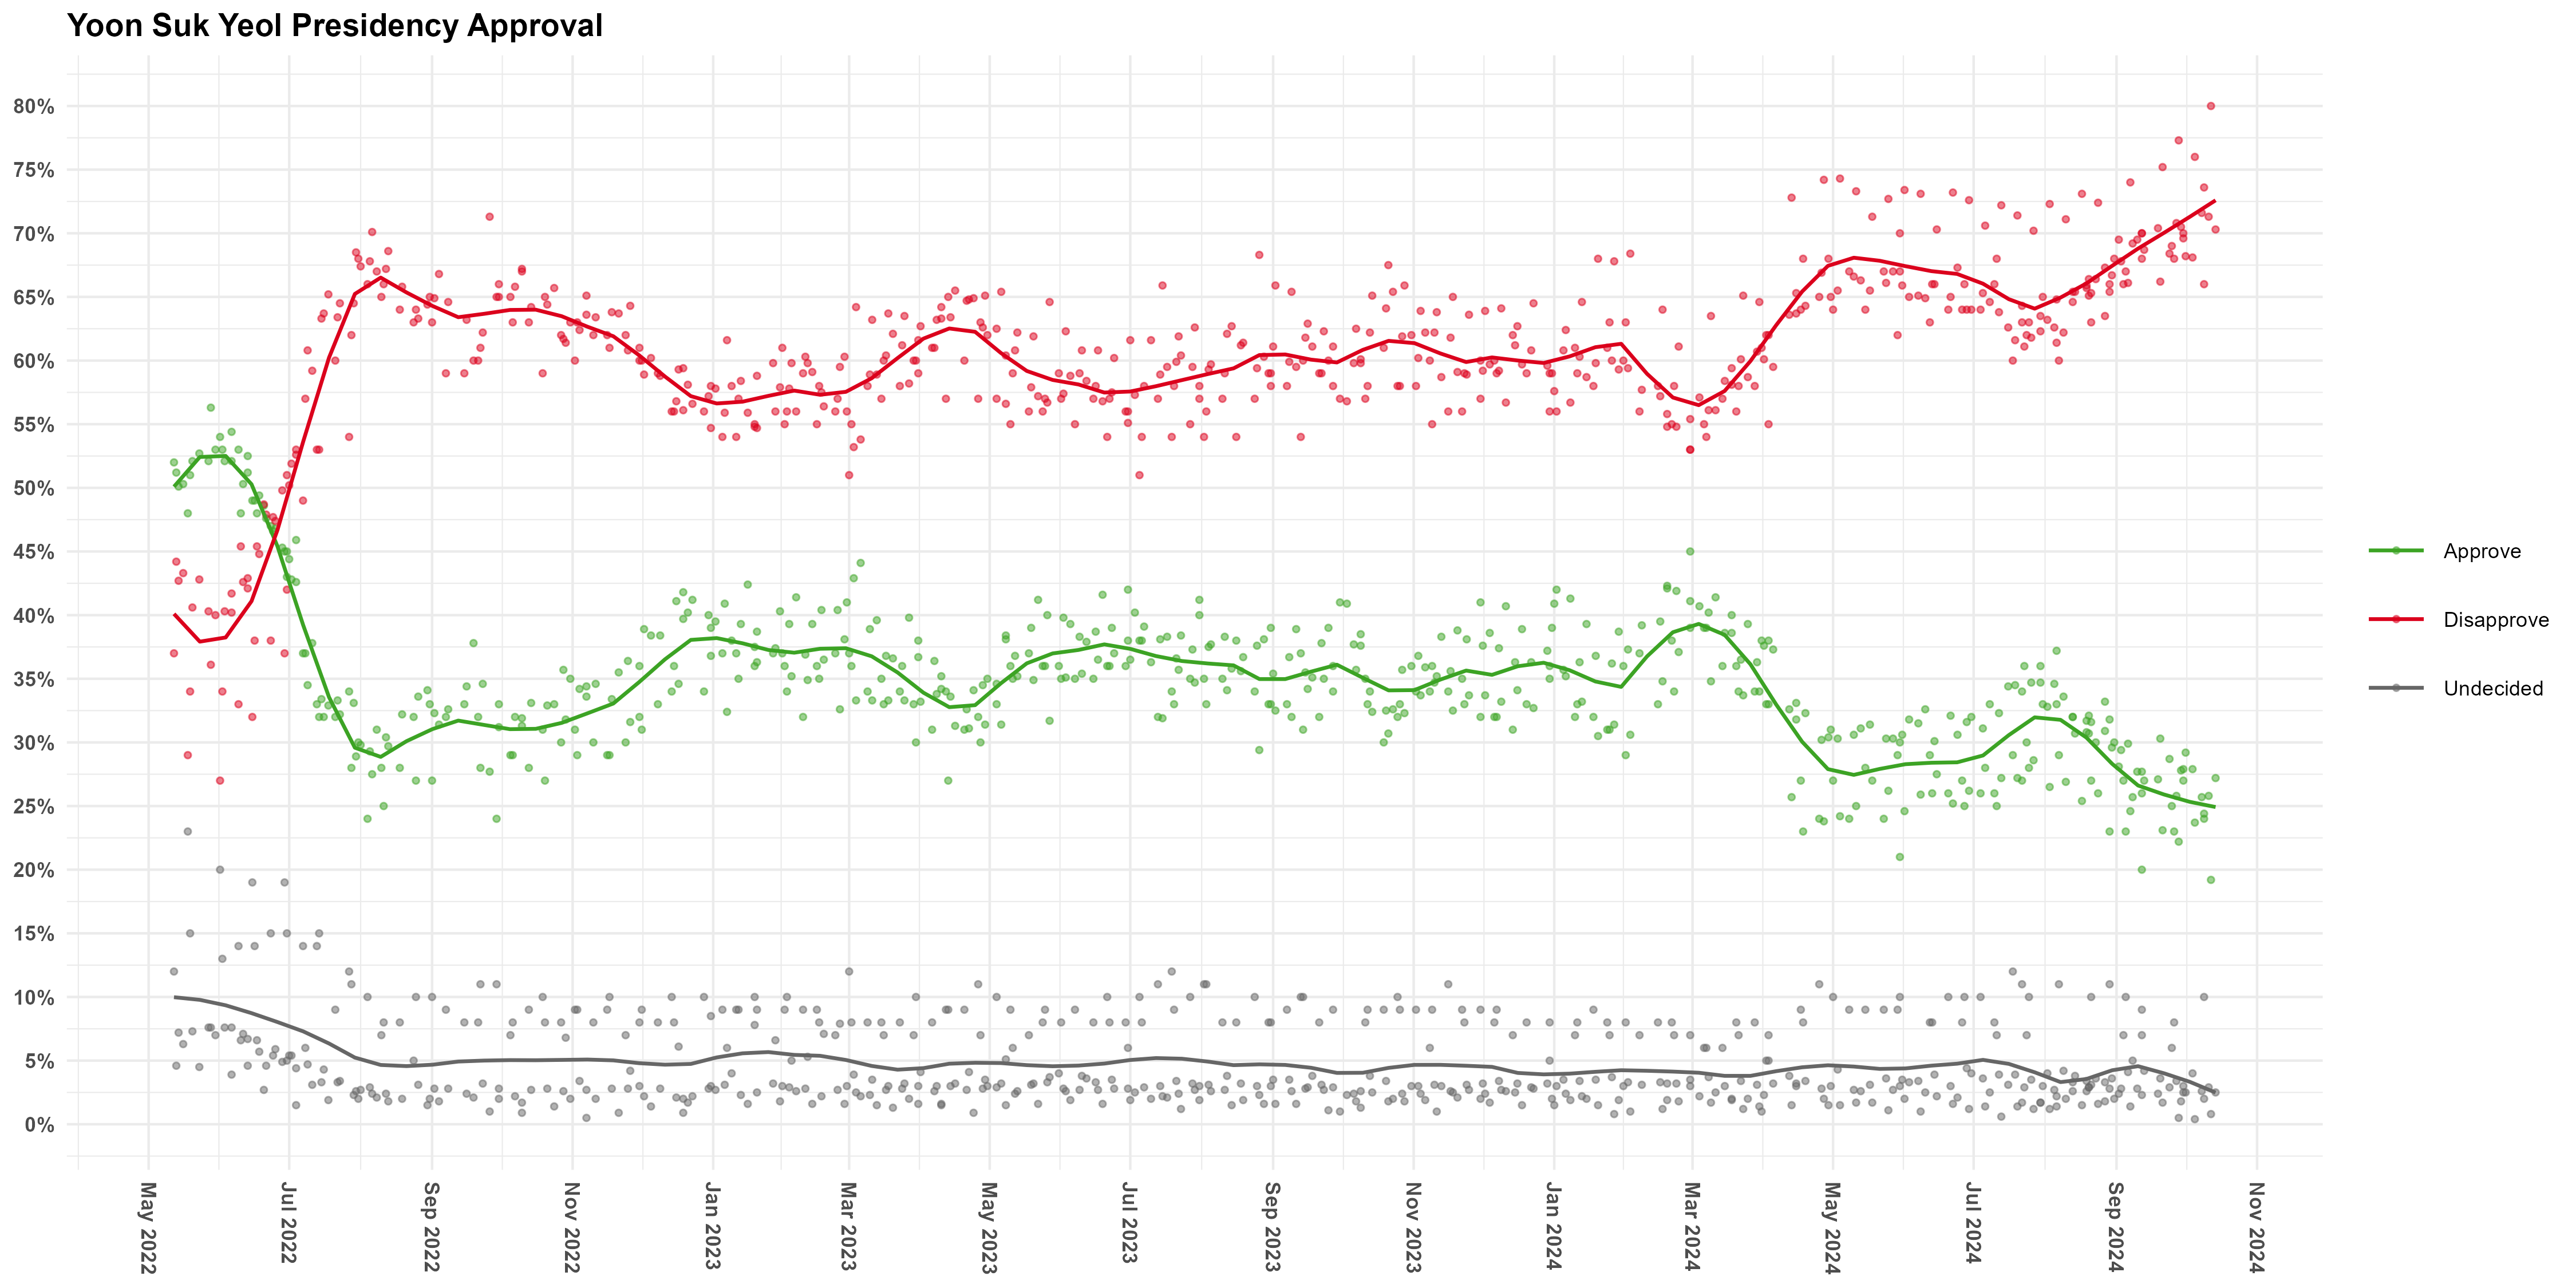 Yoon Suk Yeol Presidency Approval
80%
75%
70%
65%
60%
55%
50%
45%
40%
35%
30%
25%
20%
15%
10%
5%
0%
Approve
Disapprove
Undecided
May 2022
Jul 2022
Sep 2022
Nov 2022
Jan 2023
Mar 2023
May 2023
Jul 2023
Sep 2023
Nov 2023
Jan 2024
Mar 2024
May 2024
Jul 2024
Sep 2024
Nov 2024